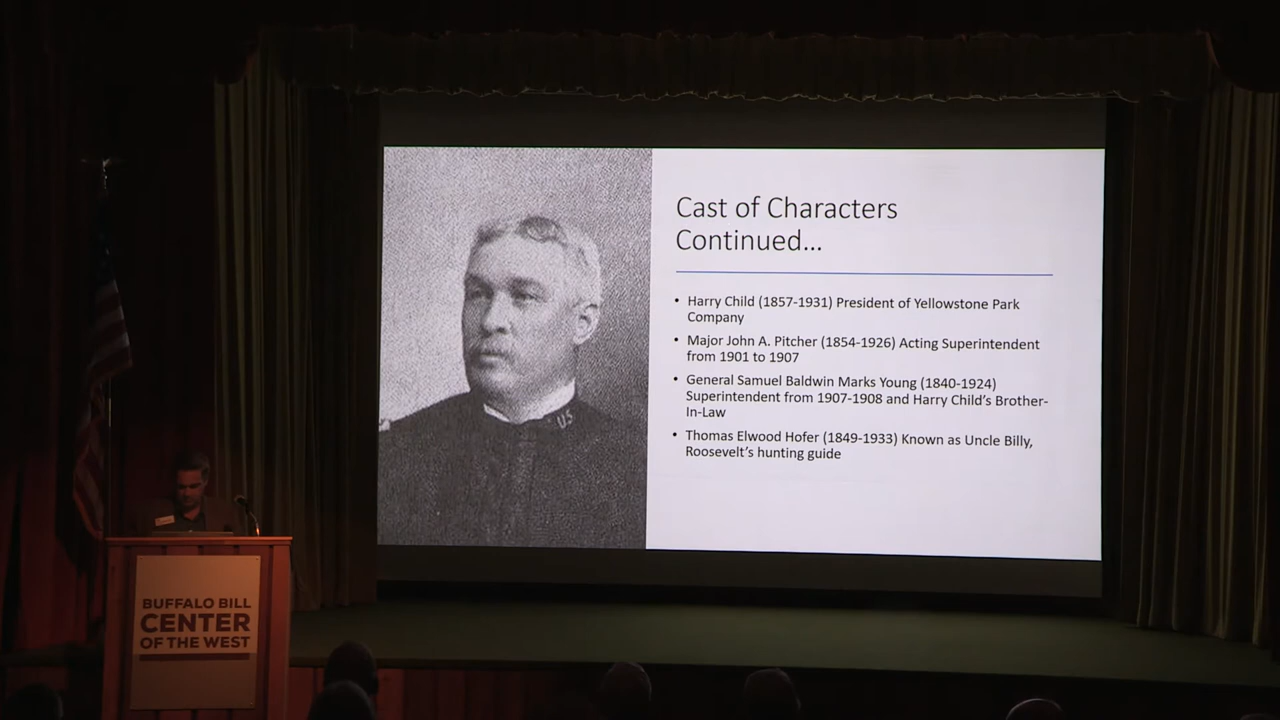 Cast of Characters
Continued...
• Harry Child (1857-1931) President of Yellowstone Park
Company
• Major John A. Pitcher (1854-1926) Acting Superintendent
from 1901 to 1907
• General Samuel Baldwin Marks Young (1840-1924)
Superintendent from 1907-1908 and Harry Child's Brother-
In-Law
• Thomas Elwood Hofer (1849-1933) Known as Uncle Billy,
Roosevelt's hunting guide
US
BUFFALO BILL
CENTER
OF THE WEST